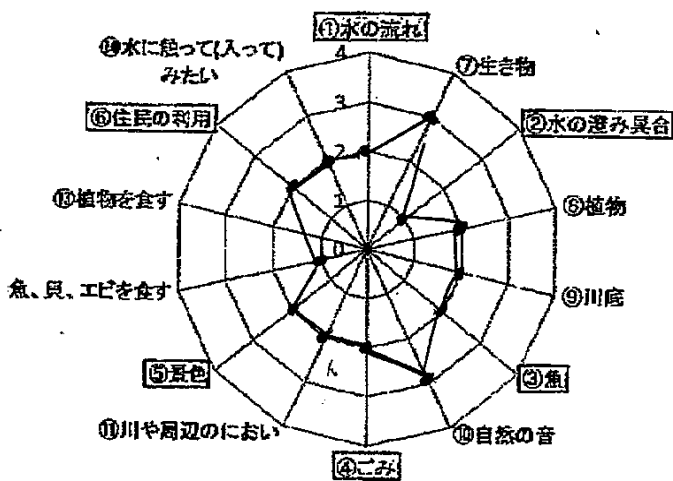 ①水の流れ
⑦生き物
②水の澄み具合
⑥植物
⑨川底
③魚
⑩自然の音
④ごみ
⑪川や周辺のにおい
⑤景色
魚、貝、エビを食す
⑬植物を食す
⑥住民の利用
⑭水に触って(入って)
みたい
4
3
2
1
0